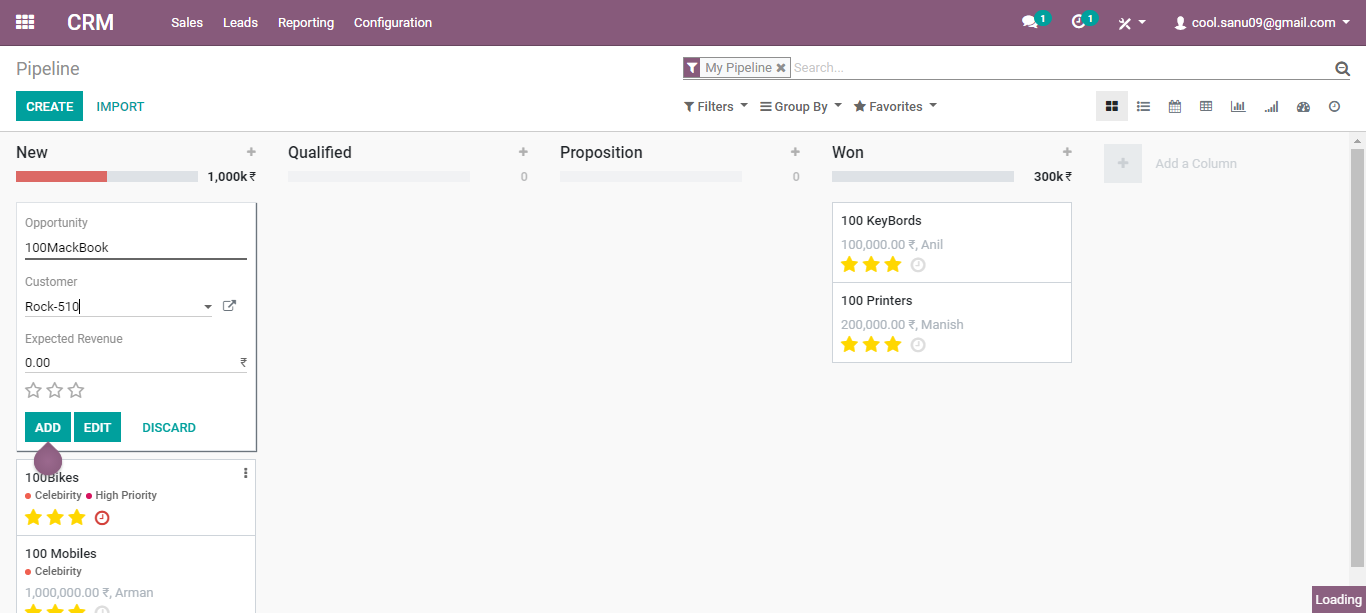 CRM Sales Leads Reporting Configuration 1 1 cool.sanu09@gmail.com
Pipeline My Pipeline Search...
CREATE IMPORT Filters Group By Favorites
New Qualified Proposition Won Add a Column
1,000k ₹ 0 0 300k ₹
Opportunity
100MackBook
Customer
Rock-510
Expected Revenue
0.00 ₹
ADD EDIT DISCARD
100Bikes
Celebirity High Priority
100 Mobiles
Celebirity
1,000,000.00 ₹, Arman
100 KeyBords
100,000.00 ₹, Anil
100 Printers
200,000.00 ₹, Manish
Loading